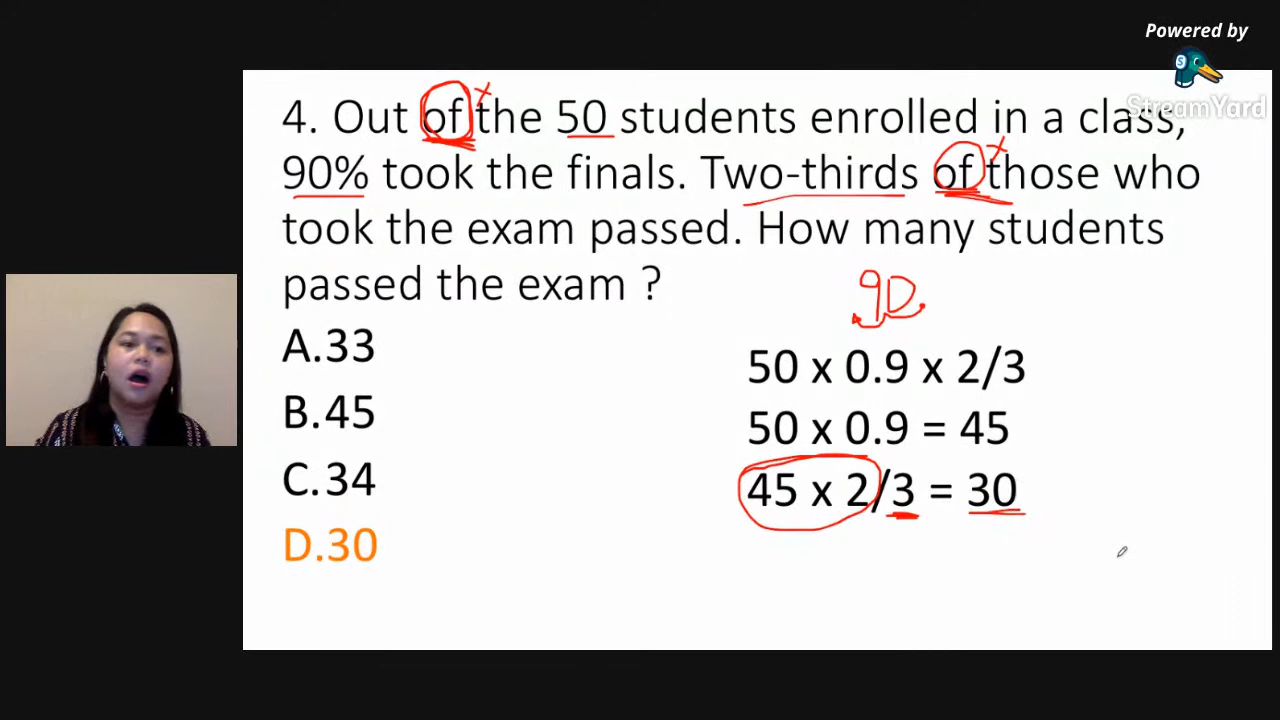 Powered by
StreamYard
4. Out of the 50 students enrolled in a class,
90% took the finals. Two-thirds of those who
took the exam passed. How many students
passed the exam ?
A.33
B.45
C.34
D.30
x
x
90.
50 x 0.9 x 2/3
50 x 0.9 = 45
45 x 2/3 = 30